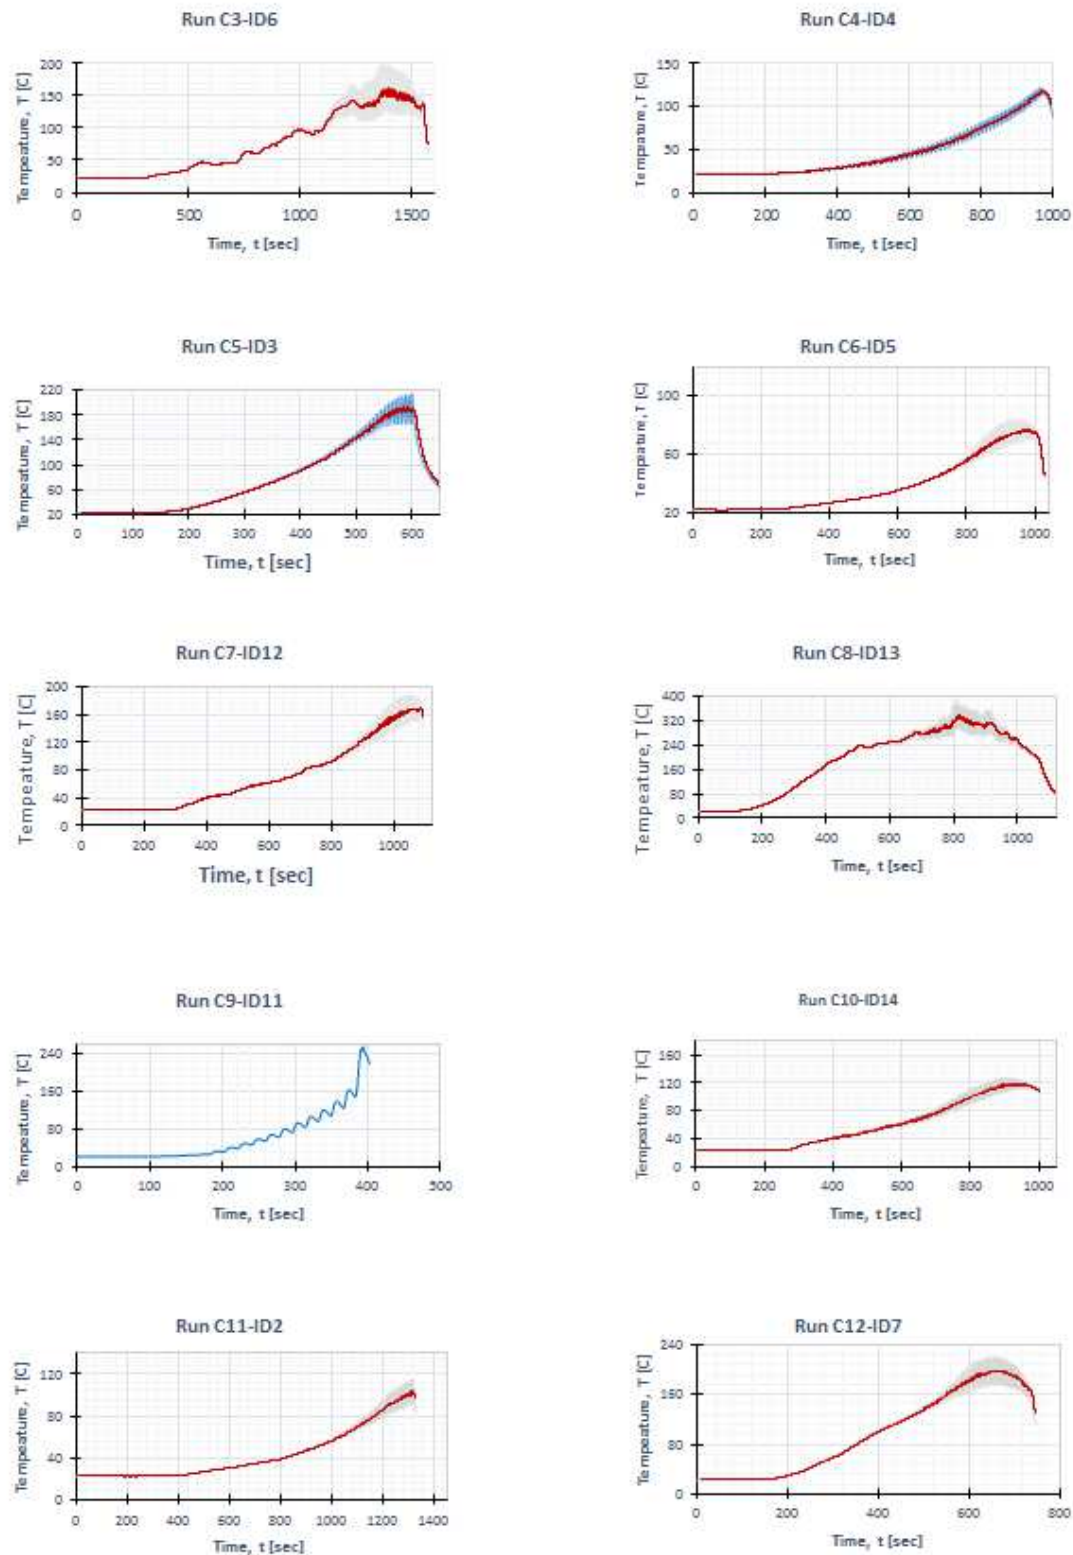 Run C3-ID6
Tempeature, T [C]
200
150
100
50
0
0 500 1000 1500
Time, t [sec]
Run C4-ID4
Temprature, T [C]
150
100
50
0
0 200 400 600 800 1000
Time, t [sec]
Run C5-ID3
Tempeature, T [C]
220
180
140
100
60
20
0 100 200 300 400 500 600
Time, t [sec]
Run C6-ID5
Tempeature, T [C]
100
60
20
0 200 400 600 800 1000
Time, t [sec]
Run C7-ID12
Tempeature, T [C]
200
160
120
80
40
0
0 200 400 600 800 1000
Time, t [sec]
Run C8-ID13
Tempeature, T [C]
400
320
240
160
80
0
0 200 400 600 800 1000
Time, t [sec]
Run C9-ID11
Tempeature, T [C]
240
160
80
0
0 100 200 300 400 500
Time, t [sec]
Run C10-ID14
Tempeature, T [C]
160
120
80
40
0
0 200 400 600 800 1000
Time, t [sec]
Run C11-ID2
Tempeature, T [C]
120
80
40
0
0 200 400 600 800 1000 1200 1400
Time, t [sec]
Run C12-ID7
Tempeature, T [C]
240
160
80
0
0 200 400 600 800
Time, t [sec]